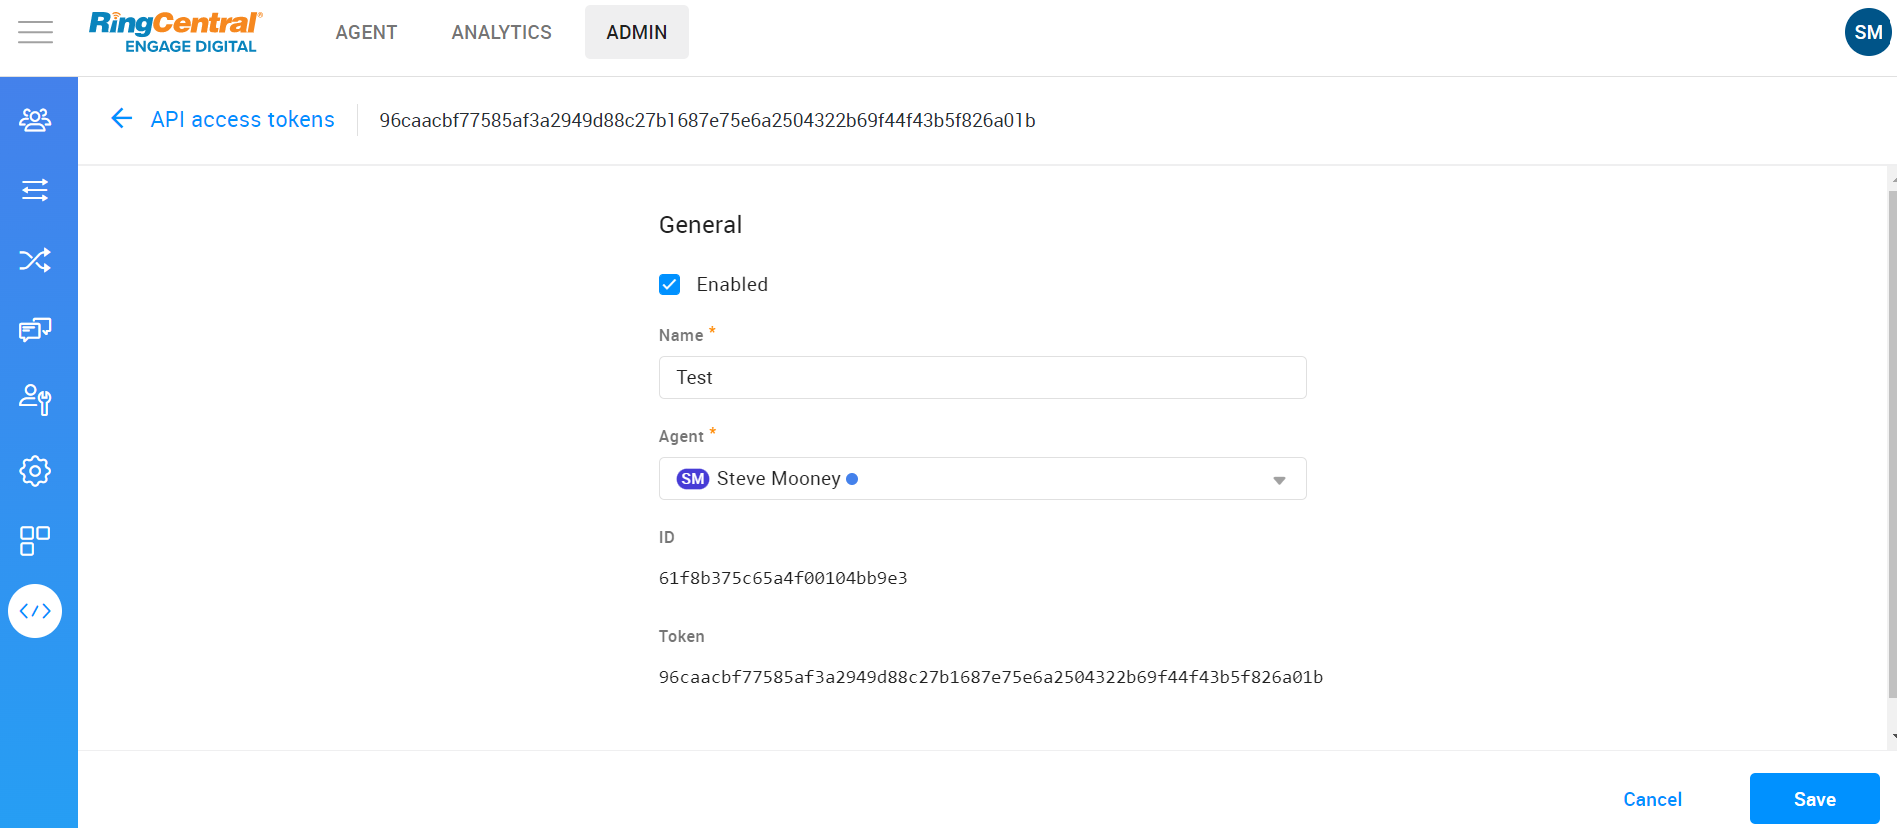 RingCentral®
ENGAGE DIGITAL
AGENT
ANALYTICS
ADMIN
SM
API access tokens
96caacbf77585af3a2949d88c27b1687e75e6a2504322b69f44f43b5f826a01b
General
Enabled
Name *
Test
Agent *
SM Steve Mooney
ID
61f8b375c65a4f00104bb9e3
Token
96caacbf77585af3a2949d88c27b1687e75e6a2504322b69f44f43b5f826a01b
Cancel
Save